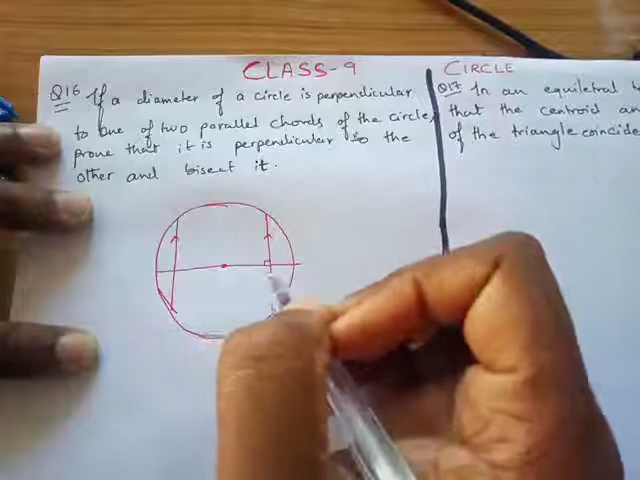 CLASS-9
CIRCLE
Q16 If a diameter of a circle is perpendicular
to one of two parallel chords of the circle,
prove that it is perpendicular to the
other and bisect it.
Q17 In an equiletral
that the centroid
of the triangle coincide